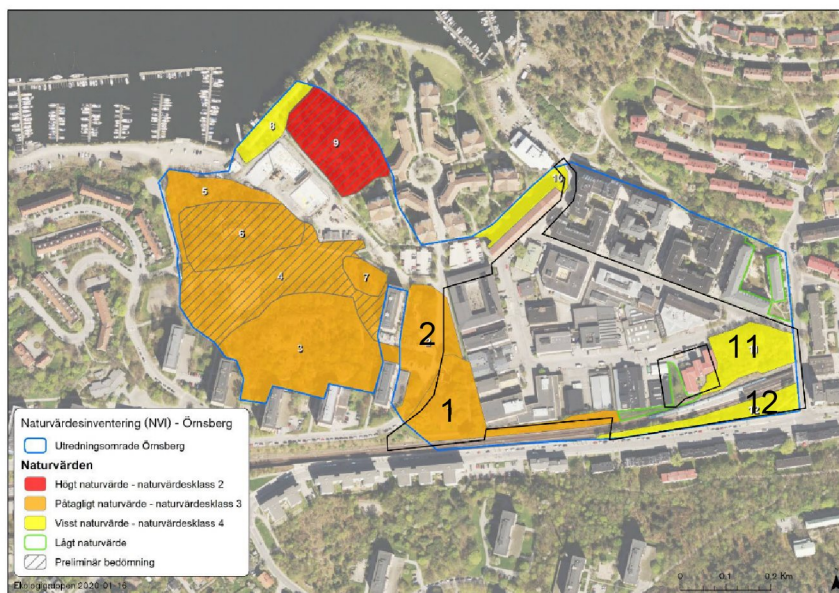 8
9
5
6
4
7
3
2
1
10
11
12
Naturvärdesinventering (NVI) - Örnsberg
Utredningsområde Örnsberg
Naturvärden
Högt naturvärde - naturvärdesklass 2
Påtagligt naturvärde - naturvärdesklass 3
Visst naturvärde - naturvärdesklass 4
Lågt naturvärde
Preliminär bedömning
Ekologigruppen 2020-01-16
0 0,1 0,2 Km